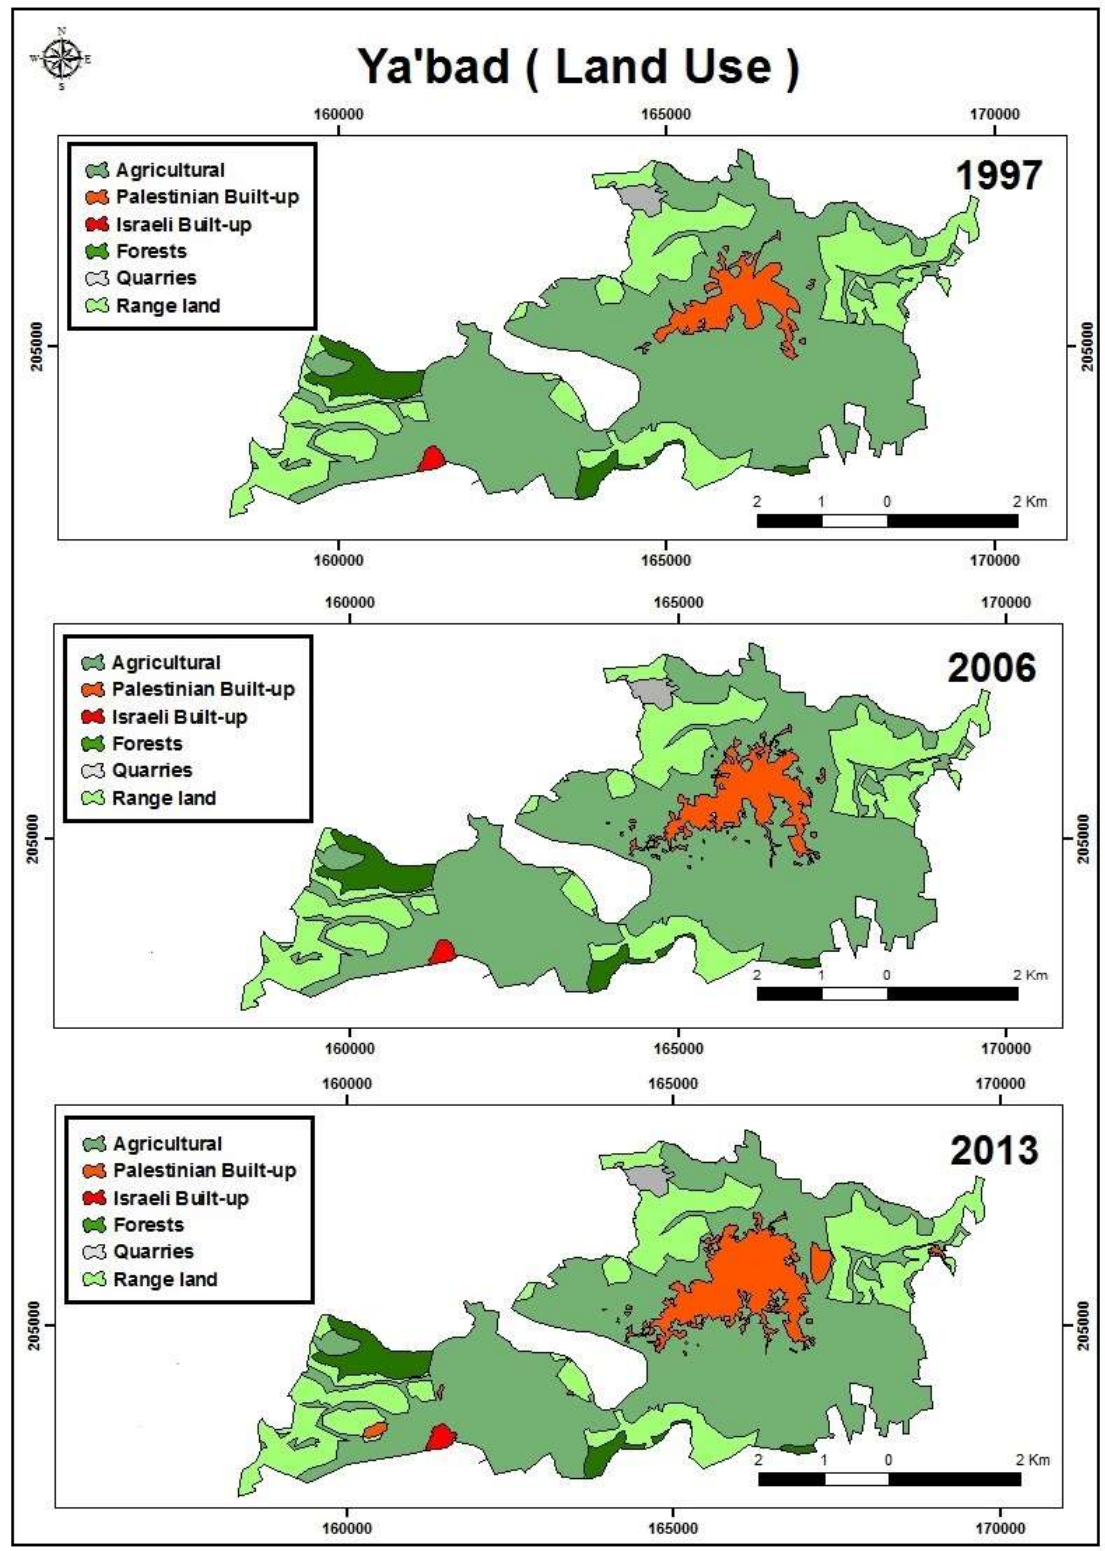 N
W E
S
Ya'bad ( Land Use )
160000 165000 170000
1997
Agricultural
Palestinian Built-up
Israeli Built-up
Forests
Quarries
Range land
205000 205000
2 1 0 2 Km
160000 165000 170000
160000 165000 170000
2006
Agricultural
Palestinian Built-up
Israeli Built-up
Forests
Quarries
Range land
205000 205000
2 1 0 2 Km
160000 165000 170000
160000 165000 170000
2013
Agricultural
Palestinian Built-up
Israeli Built-up
Forests
Quarries
Range land
205000 205000
2 1 0 2 Km
160000 165000 170000